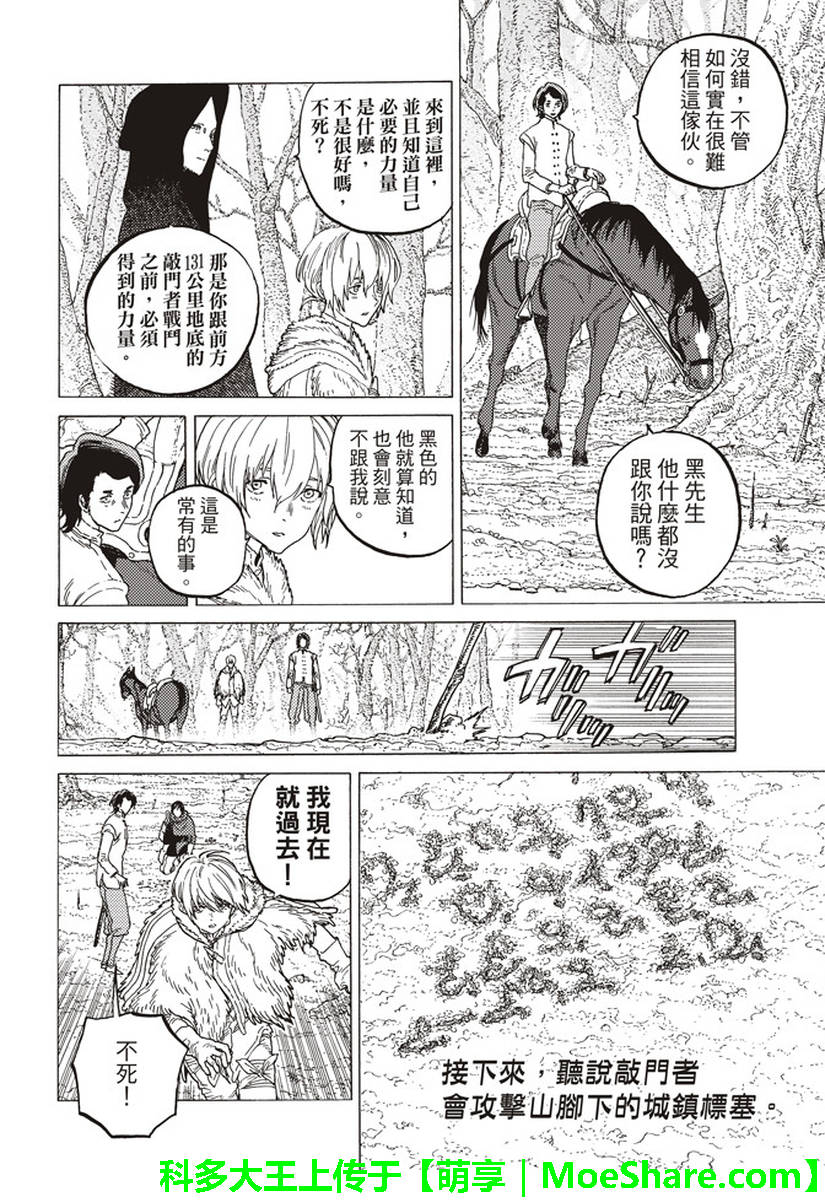 沒錯，不管
如何實在很難
相信這傢伙。
黑先生
他什麼都沒
跟你說嗎？
來到這裡，
並且知道自己
必要的力量
是什麼，
不是很好嗎，
不死？
那是你跟前方
131公里地底的
敲門者戰鬥
之前，必須
得到的力量。
黑色的
他就算知道，
也會刻意
不跟我說。
這是
常有的事。
ガガッ
ガガッ
接下來，聽說敲門者
會攻擊山腳下的城鎮標塞。
我現在
就過去！
不死！
科多大王上传于【萌享|MoeShare.com】